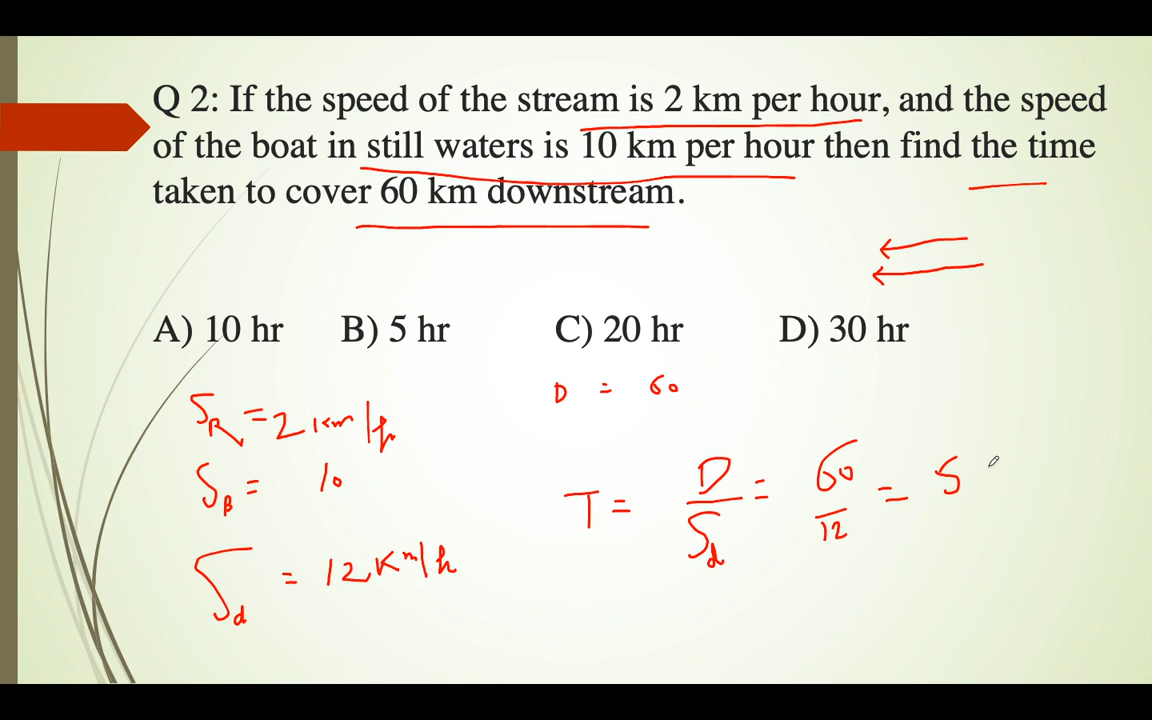 Q 2: If the speed of the stream is 2 km per hour, and the speed
of the boat in still waters is 10 km per hour then find the time
taken to cover 60 km downstream.
A) 10 hr B) 5 hr C) 20 hr D) 30 hr
D = 60
S_R = 2 km/h
S_B = 10
T = D/S_d = 60/12 = 5
S_d = 12 Km/h